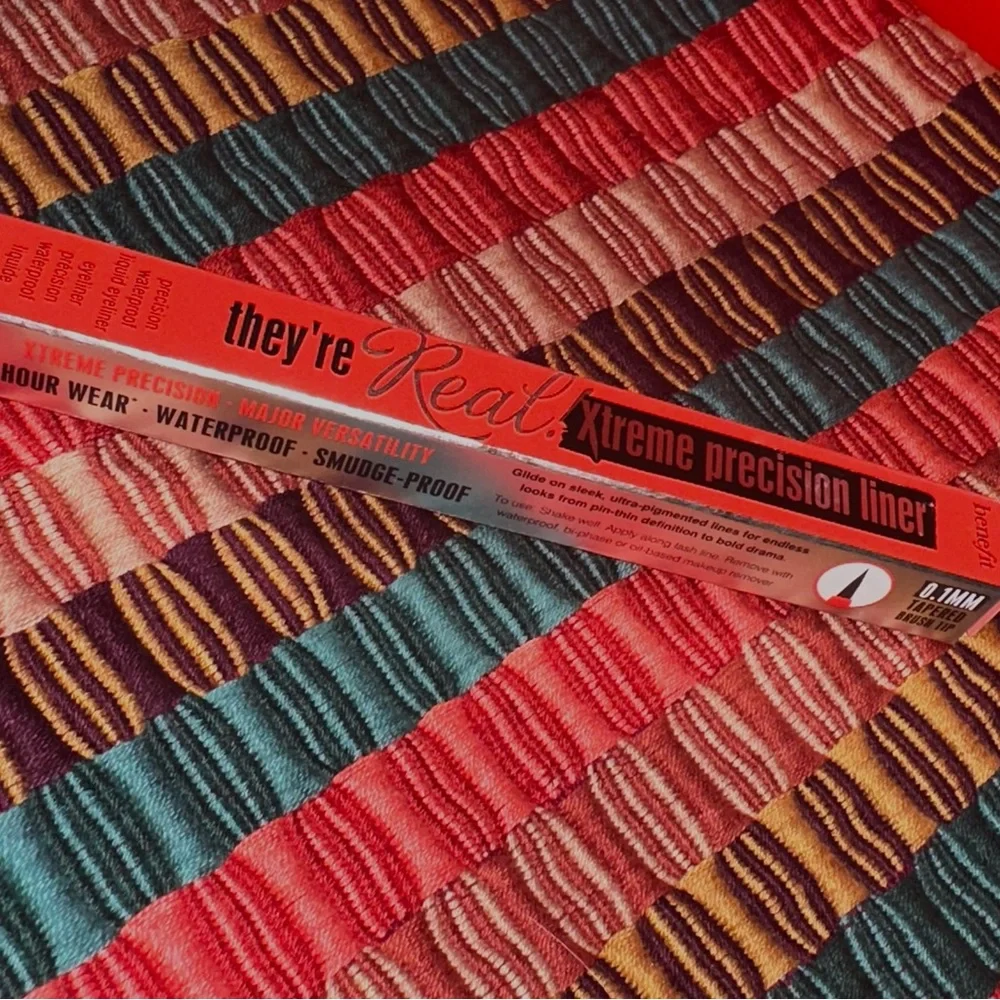 precision
waterproof
liquid eyeliner
eyeliner
précision
waterproof
liquide
they're Real! Xtreme precision liner
benefit
XTREME PRECISION · MAJOR VERSATILITY
HOUR WEAR* · WATERPROOF · SMUDGE-PROOF
Glide on sleek, ultra-pigmented lines for endless
looks from pin-thin definition to bold drama.
To use: Shake well. Apply along lash line. Remove with
waterproof, bi-phase or oil-based makeup remover.
0.1MM
TAPERED
BRUSH TIP